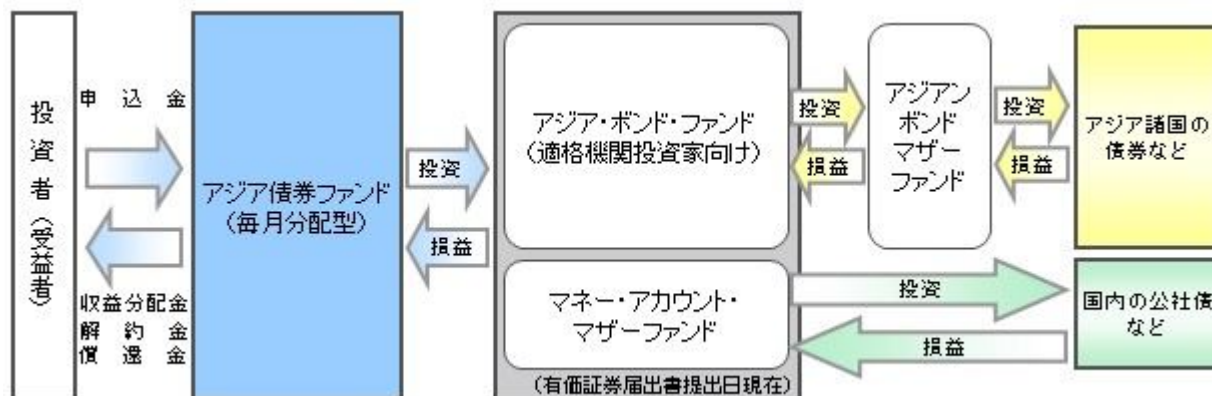 投資者（受益者）
申込金
収益分配金
解約金
償還金
アジア債券ファンド
（毎月分配型）
投資
損益
アジア・ボンド・ファンド
（適格機関投資家向け）
マネー・アカウント・
マザーファンド
（有価証券届出書提出日現在）
投資
損益
アジアン
ボンド
マザー
ファンド
投資
損益
アジア諸国の
債券など
投資
損益
国内の公社債
など